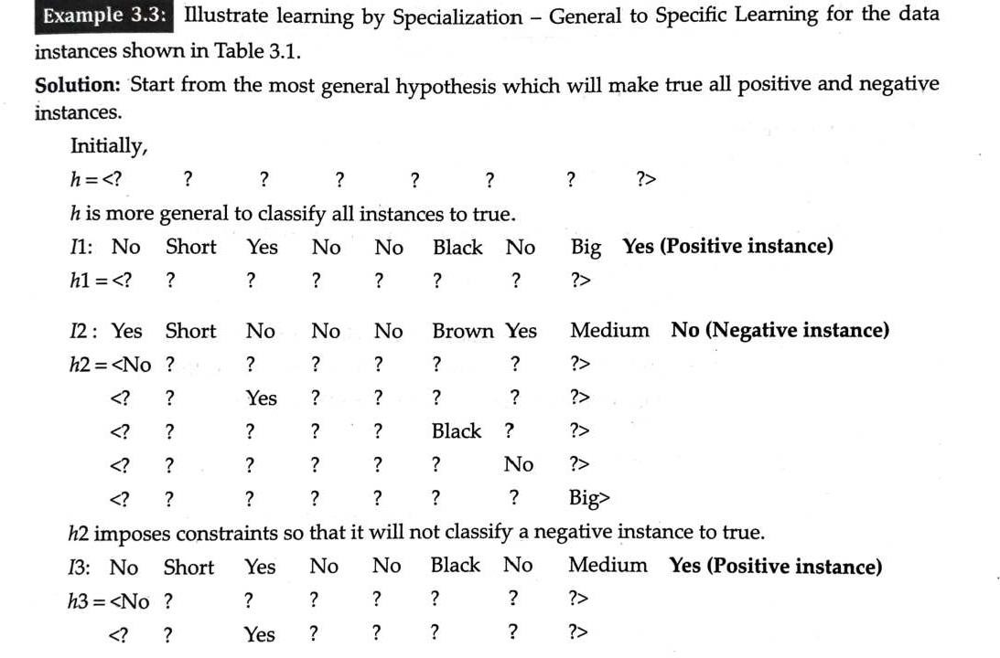 Example 3.3: Illustrate learning by Specialization – General to Specific Learning for the data
instances shown in Table 3.1.
Solution: Start from the most general hypothesis which will make true all positive and negative
instances.
Initially,
h = <? ? ? ? ? ? ? ?>
h is more general to classify all instances to true.
I1: No Short Yes No No Black No Big Yes (Positive instance)
h1 = <? ? ? ? ? ? ? ?>
I2 : Yes Short No No No Brown Yes Medium No (Negative instance)
h2 = <No ? ? ? ? ? ? ?>
<? ? Yes ? ? ? ? ?>
<? ? ? ? ? Black ? ?>
<? ? ? ? ? ? No ?>
<? ? ? ? ? ? ? Big>
h2 imposes constraints so that it will not classify a negative instance to true.
I3: No Short Yes No No Black No Medium Yes (Positive instance)
h3 = <No ? ? ? ? ? ? ?>
<? ? Yes ? ? ? ? ?>